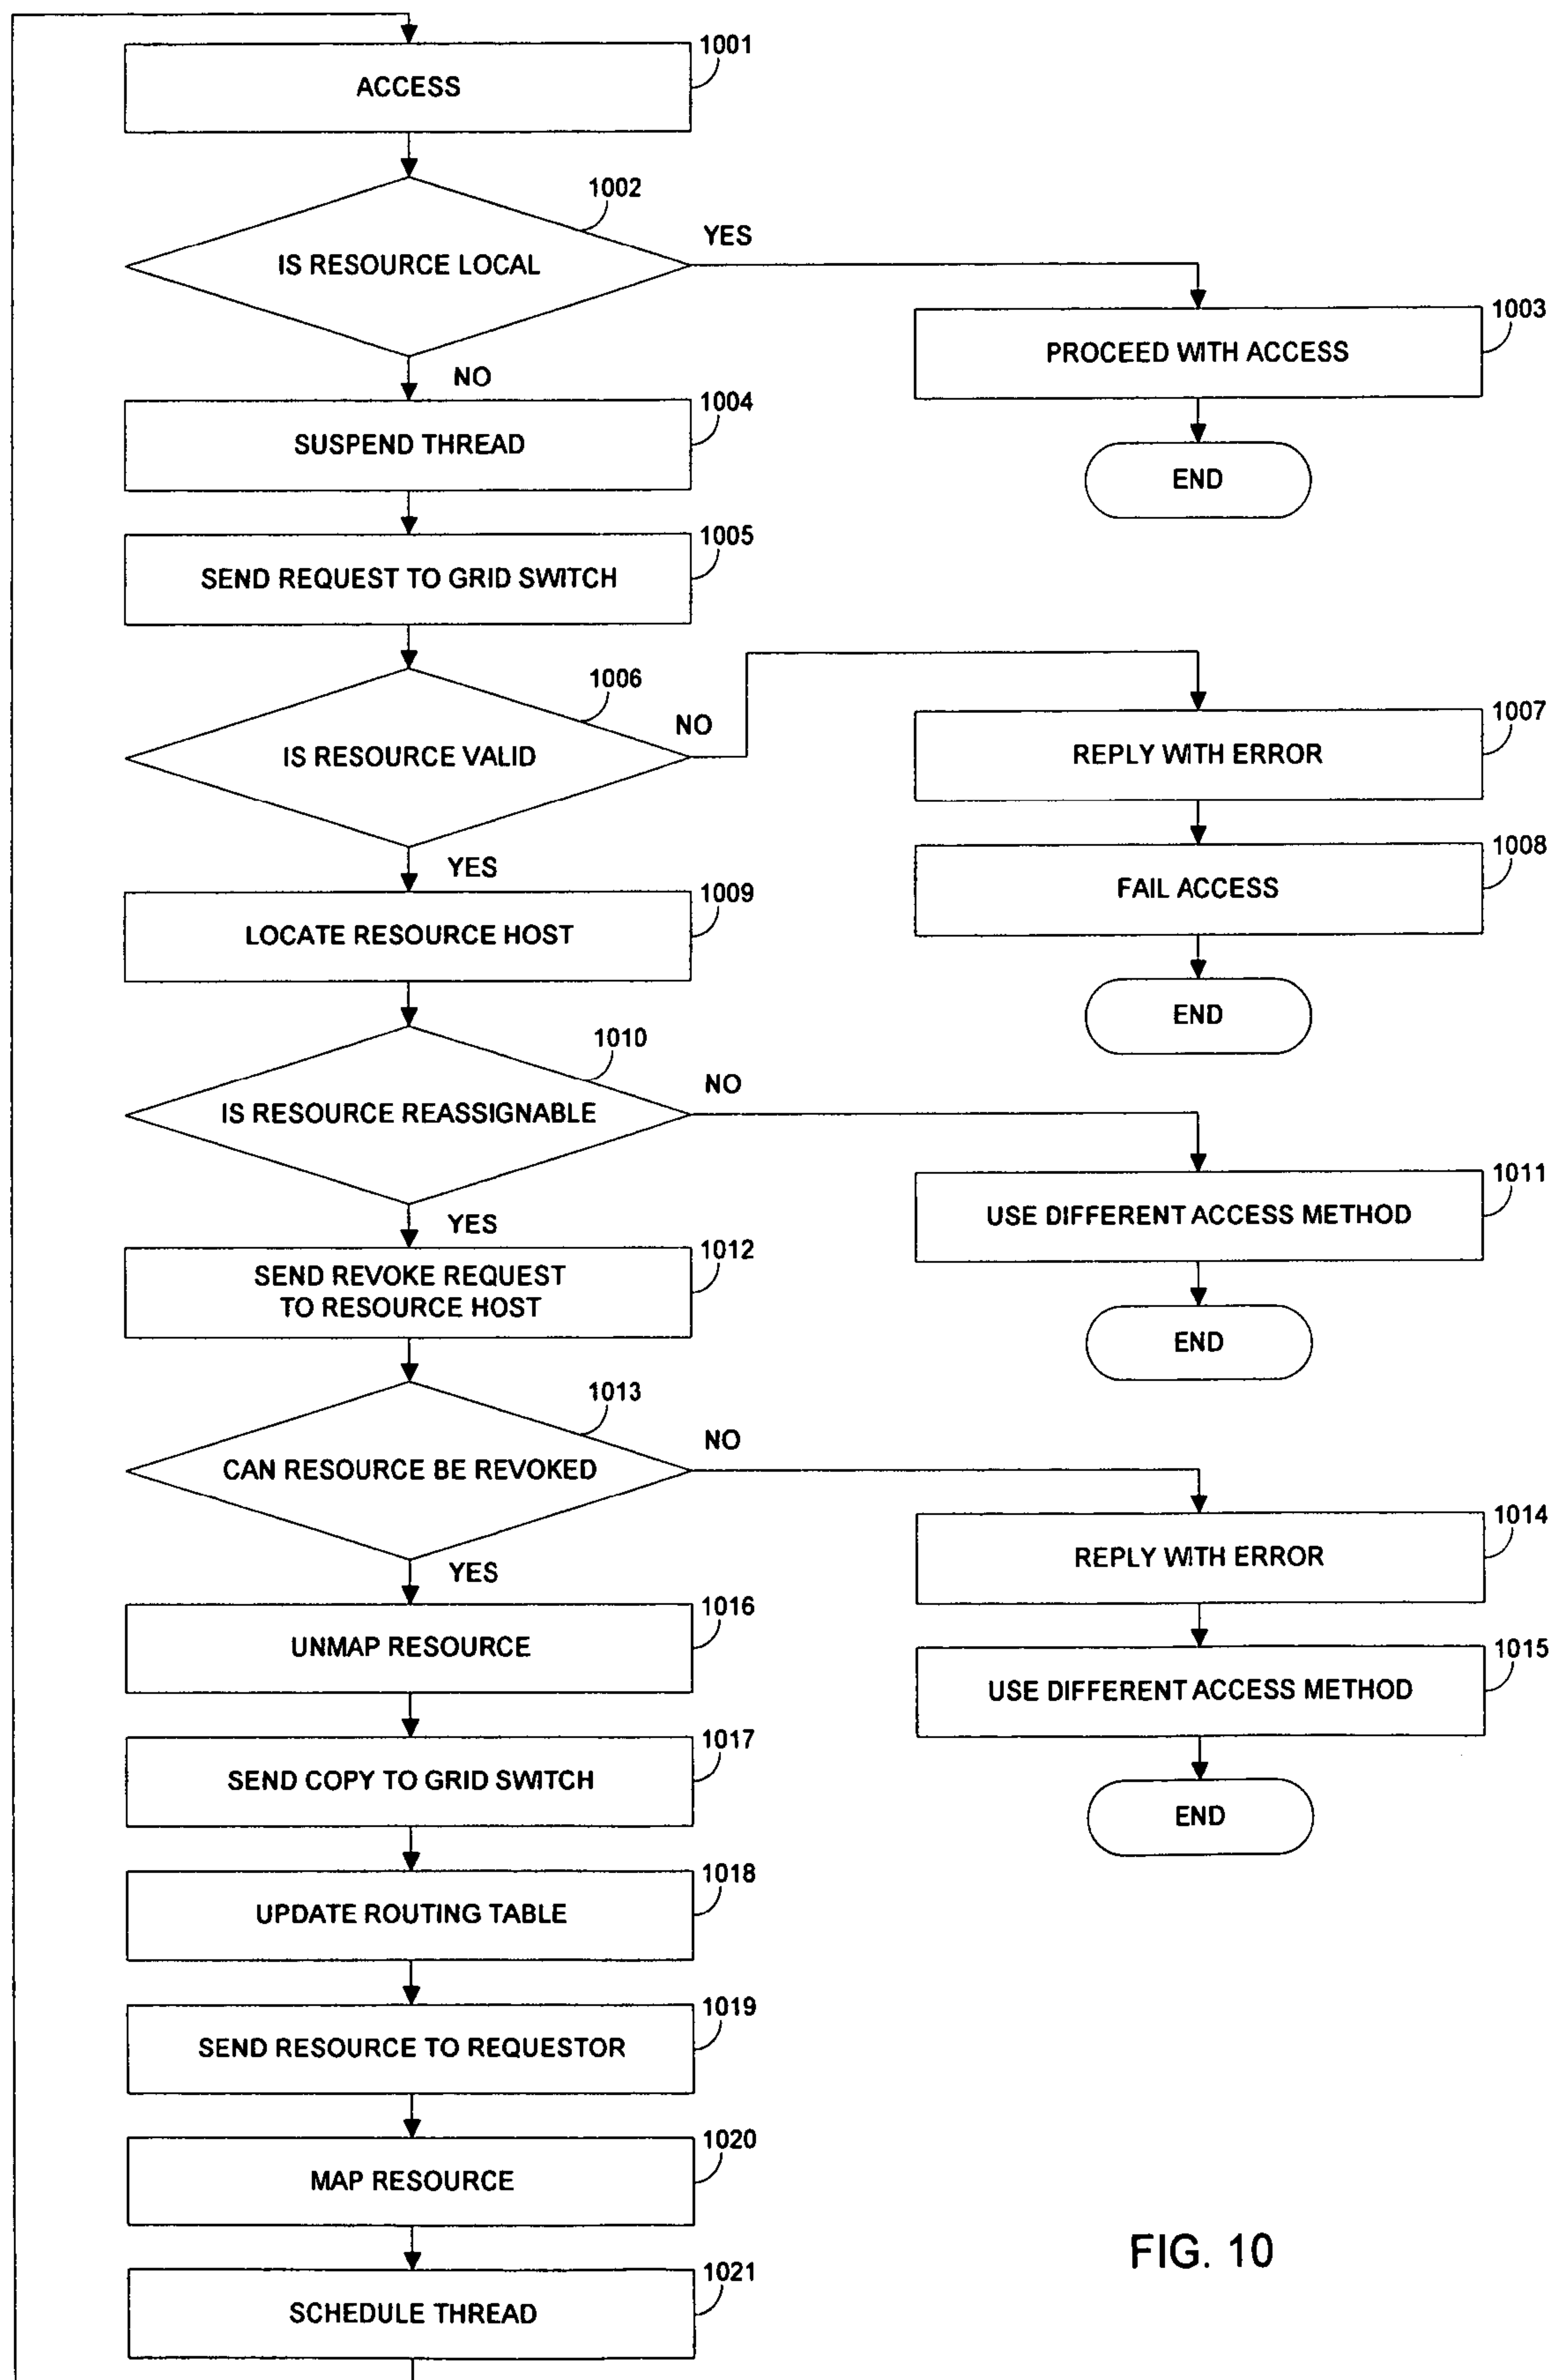 1001
ACCESS
1002
YES
IS RESOURCE LOCAL
1003
PROCEED WITH ACCESS
NO
1004
SUSPEND THREAD
END
1005
SEND REQUEST TO GRID SWITCH
1006
NO
IS RESOURCE VALID
1007
REPLY WITH ERROR
YES
1008
FAIL ACCESS
1009
LOCATE RESOURCE HOST
END
1010
NO
IS RESOURCE REASSIGNABLE
1011
USE DIFFERENT ACCESS METHOD
YES
1012
SEND REVOKE REQUEST
TO RESOURCE HOST
END
1013
NO
CAN RESOURCE BE REVOKED
1014
REPLY WITH ERROR
YES
1016
UNMAP RESOURCE
1015
USE DIFFERENT ACCESS METHOD
1017
SEND COPY TO GRID SWITCH
END
1018
UPDATE ROUTING TABLE
1019
SEND RESOURCE TO REQUESTOR
1020
MAP RESOURCE
FIG. 10
1021
SCHEDULE THREAD